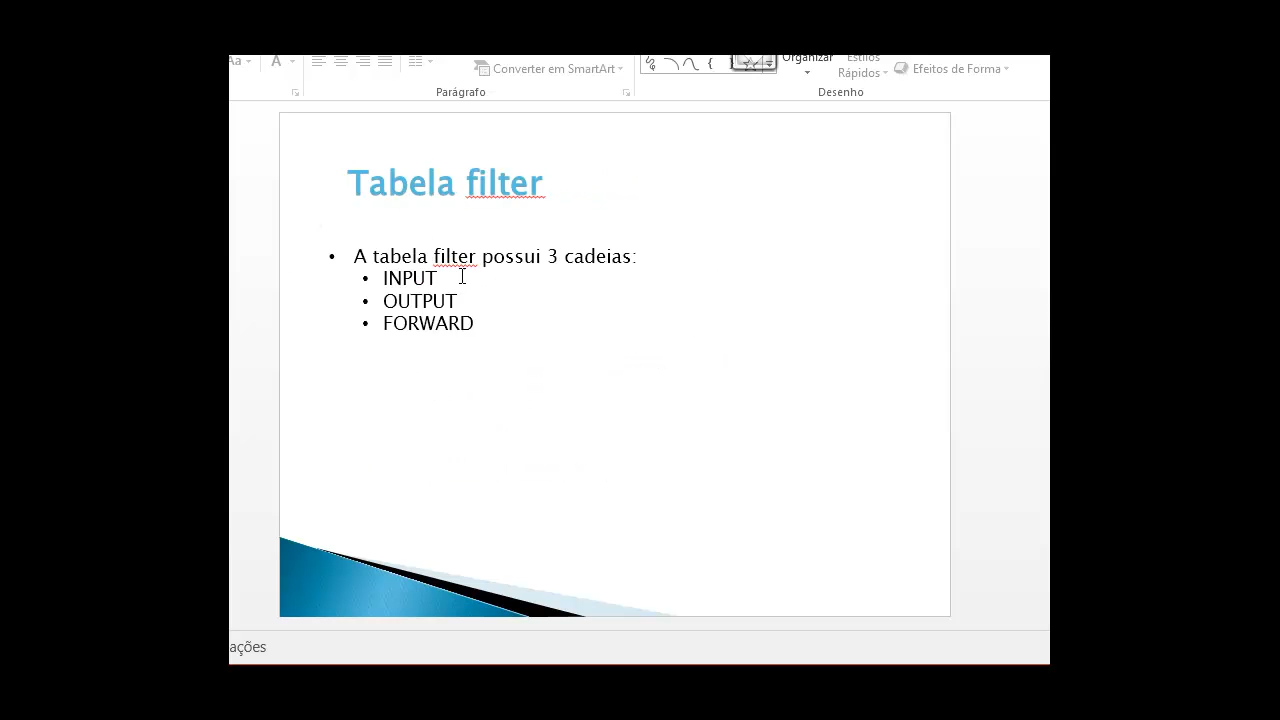 Aa A Converter em SmartArt Organizar Estilos
Rápidos Efeitos de Forma
Parágrafo Desenho
Tabela filter
• A tabela filter possui 3 cadeias:
• INPUT
• OUTPUT
• FORWARD
ações